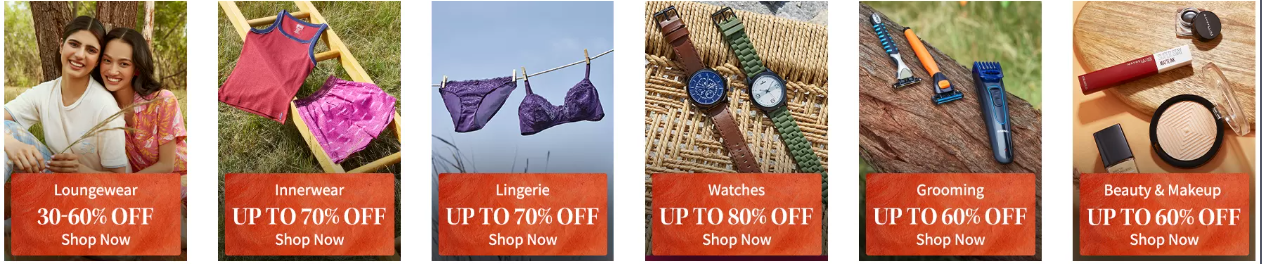 Loungewear
30-60% OFF
Shop Now
Innerwear
UP TO 70% OFF
Shop Now
Lingerie
UP TO 70% OFF
Shop Now
Watches
UP TO 80% OFF
Shop Now
Grooming
UP TO 60% OFF
Shop Now
Beauty & Makeup
UP TO 60% OFF
Shop Now